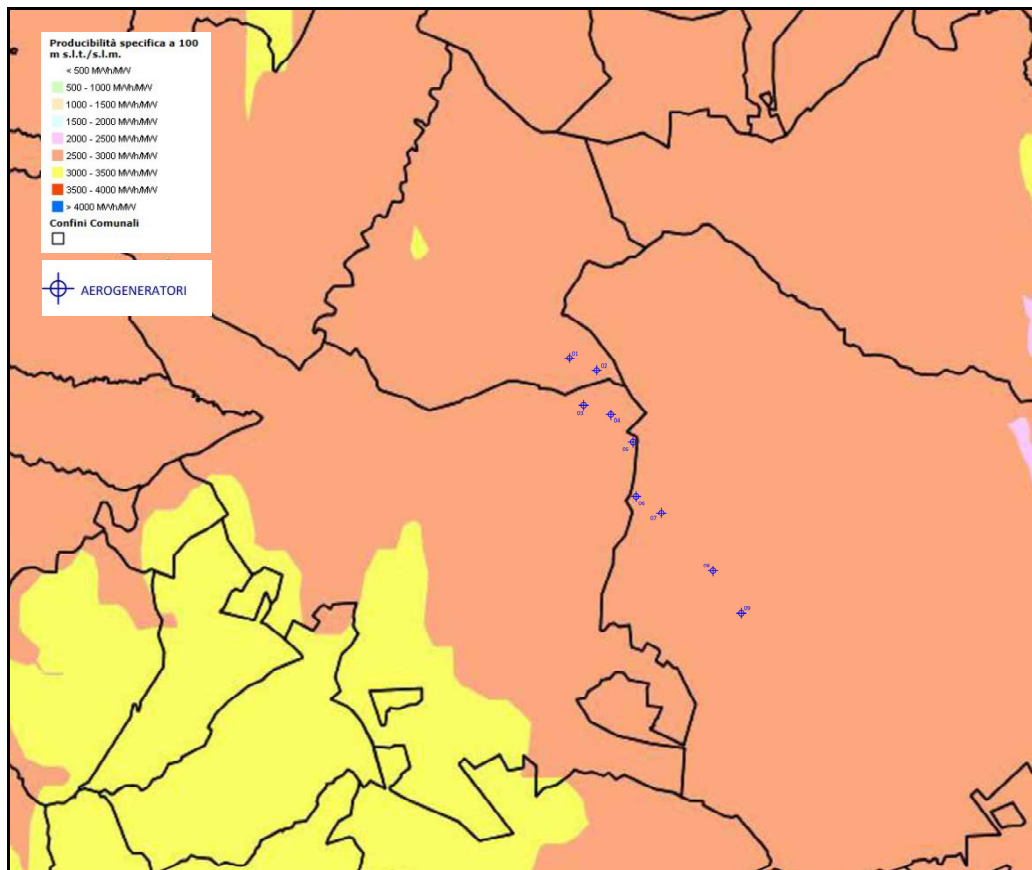 Producibilità specifica a 100
m s.l.t./s.l.m.
< 500 MWh/MW
500 - 1000 MWh/MW
1000 - 1500 MWh/MW
1500 - 2000 MWh/MW
2000 - 2500 MWh/MW
2500 - 3000 MWh/MW
3000 - 3500 MWh/MW
3500 - 4000 MWh/MW
> 4000 MWh/MW
Confini Comunali
AEROGENERATORI
01
02
03
04
05
06
07
08
09